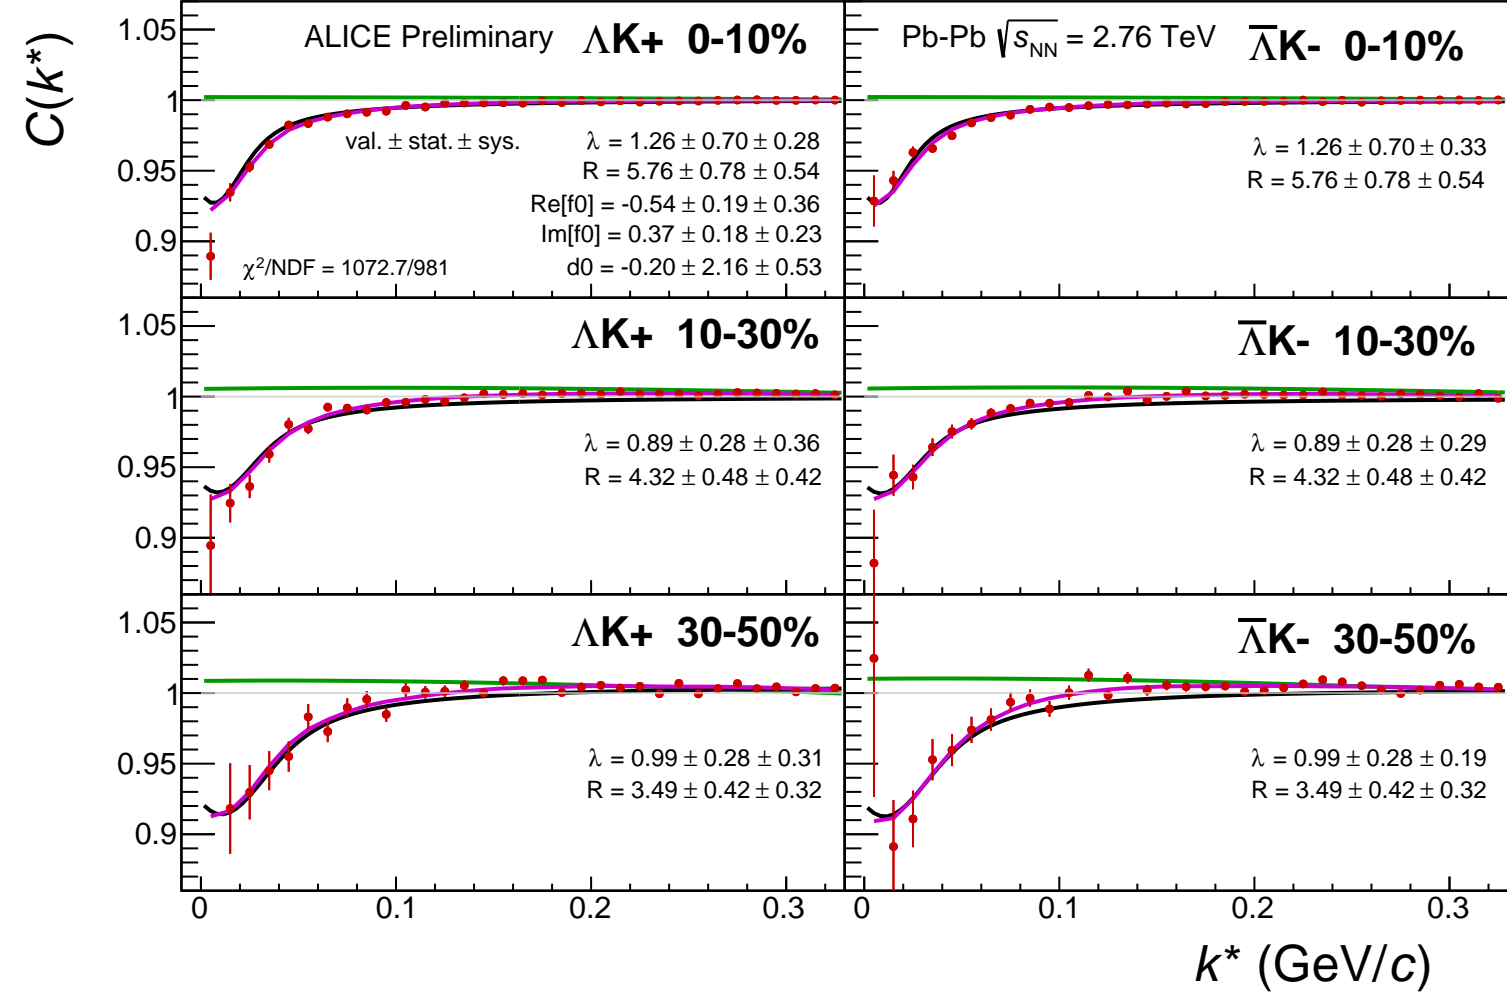 C(k*)
ALICE Preliminary ΛK+ 0-10%
val. ± stat. ± sys.
λ = 1.26 ± 0.70 ± 0.28
R = 5.76 ± 0.78 ± 0.54
Re[f0] = -0.54 ± 0.19 ± 0.36
Im[f0] = 0.37 ± 0.18 ± 0.23
d0 = -0.20 ± 2.16 ± 0.53
χ²/NDF = 1072.7/981
1.05
1
0.95
0.9
Pb-Pb √s_NN = 2.76 TeV Λ̅K- 0-10%
λ = 1.26 ± 0.70 ± 0.33
R = 5.76 ± 0.78 ± 0.54
ΛK+ 10-30%
λ = 0.89 ± 0.28 ± 0.36
R = 4.32 ± 0.48 ± 0.42
1.05
1
0.95
0.9
Λ̅K- 10-30%
λ = 0.89 ± 0.28 ± 0.29
R = 4.32 ± 0.48 ± 0.42
ΛK+ 30-50%
λ = 0.99 ± 0.28 ± 0.31
R = 3.49 ± 0.42 ± 0.32
1.05
1
0.95
0.9
Λ̅K- 30-50%
λ = 0.99 ± 0.28 ± 0.19
R = 3.49 ± 0.42 ± 0.32
0 0.1 0.2 0.3 0 0.1 0.2 0.3
k* (GeV/c)